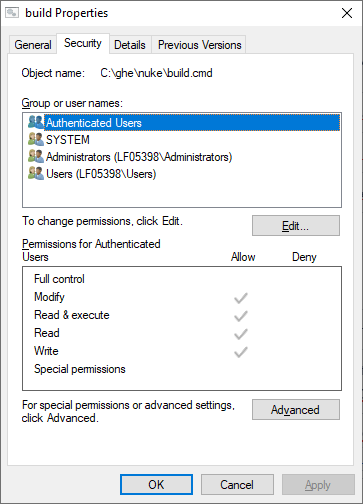 build Properties
General
Security
Details
Previous Versions
Object name: C:\ghe\nuke\build.cmd
Group or user names:
Authenticated Users
SYSTEM
Administrators (LF05398\Administrators)
Users (LF05398\Users)
To change permissions, click Edit.
Edit...
Permissions for Authenticated
Users Allow Deny
Full control
Modify
Read & execute
Read
Write
Special permissions
For special permissions or advanced settings,
click Advanced.
Advanced
OK
Cancel
Apply